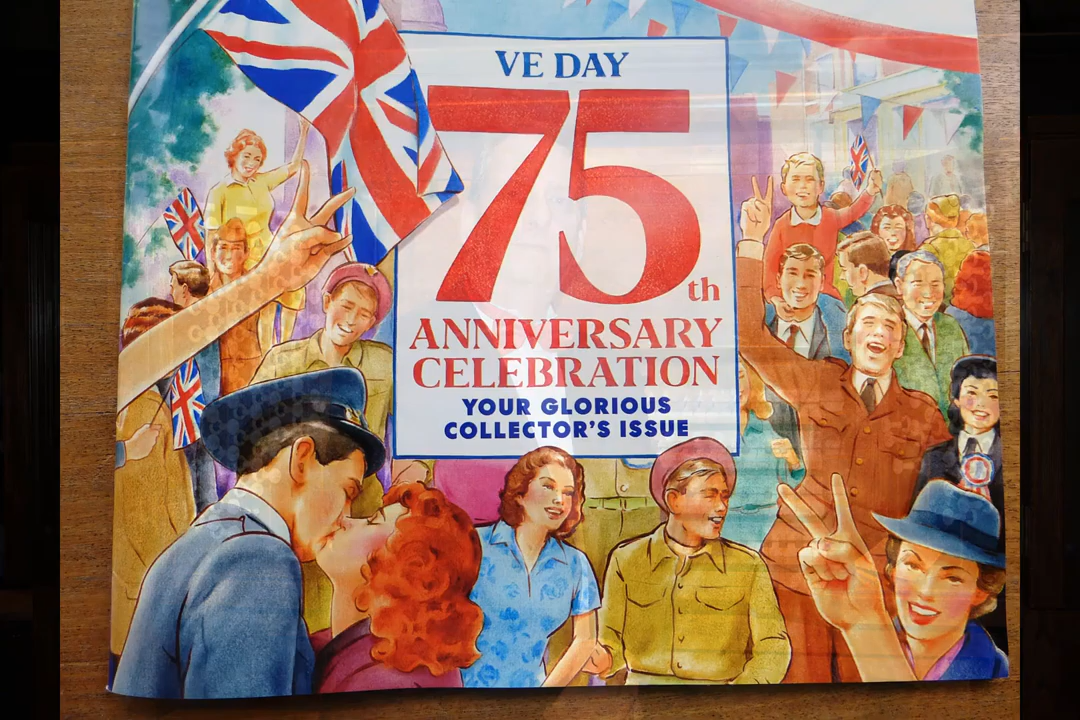 VE DAY
75th
ANNIVERSARY
CELEBRATION
YOUR GLORIOUS
COLLECTOR'S ISSUE